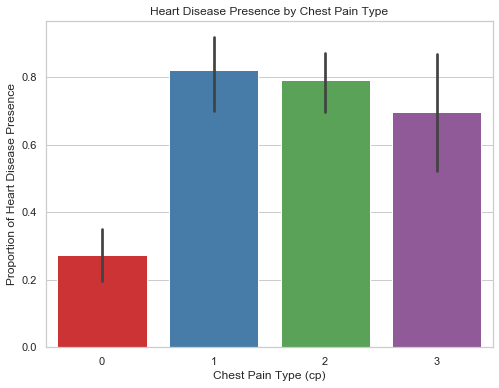 Heart Disease Presence by Chest Pain Type
Proportion of Heart Disease Presence
0.8
0.6
0.4
0.2
0.0
0 1 2 3
Chest Pain Type (cp)